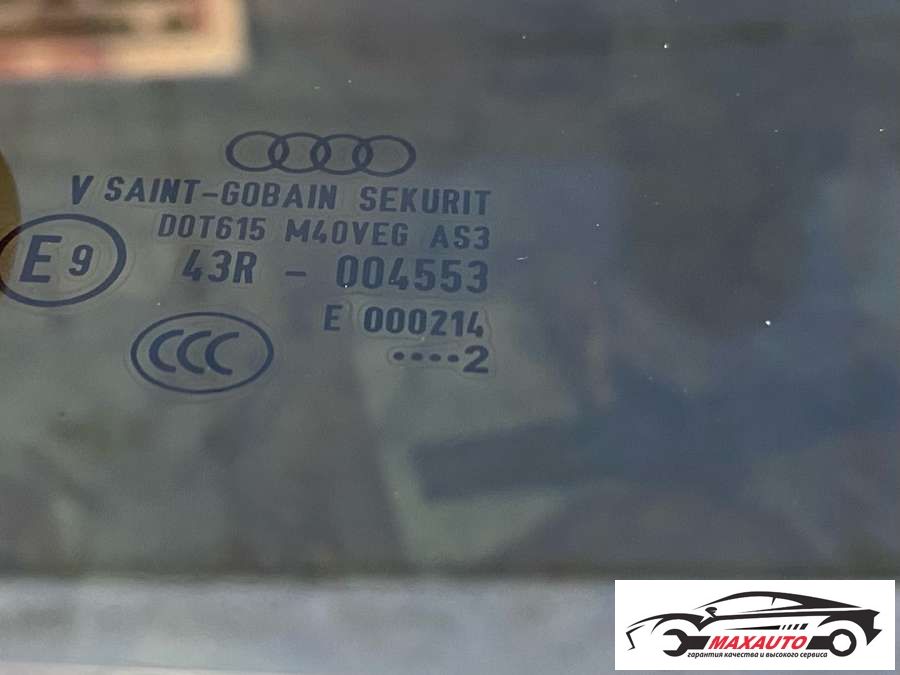 V SAINT-GOBAIN SEKURIT
DOT615 M40VEG AS3
E9
43R - 004553
E 000214
CCC
••••2
MAXAUTO
гарантия качества и высокого сервиса